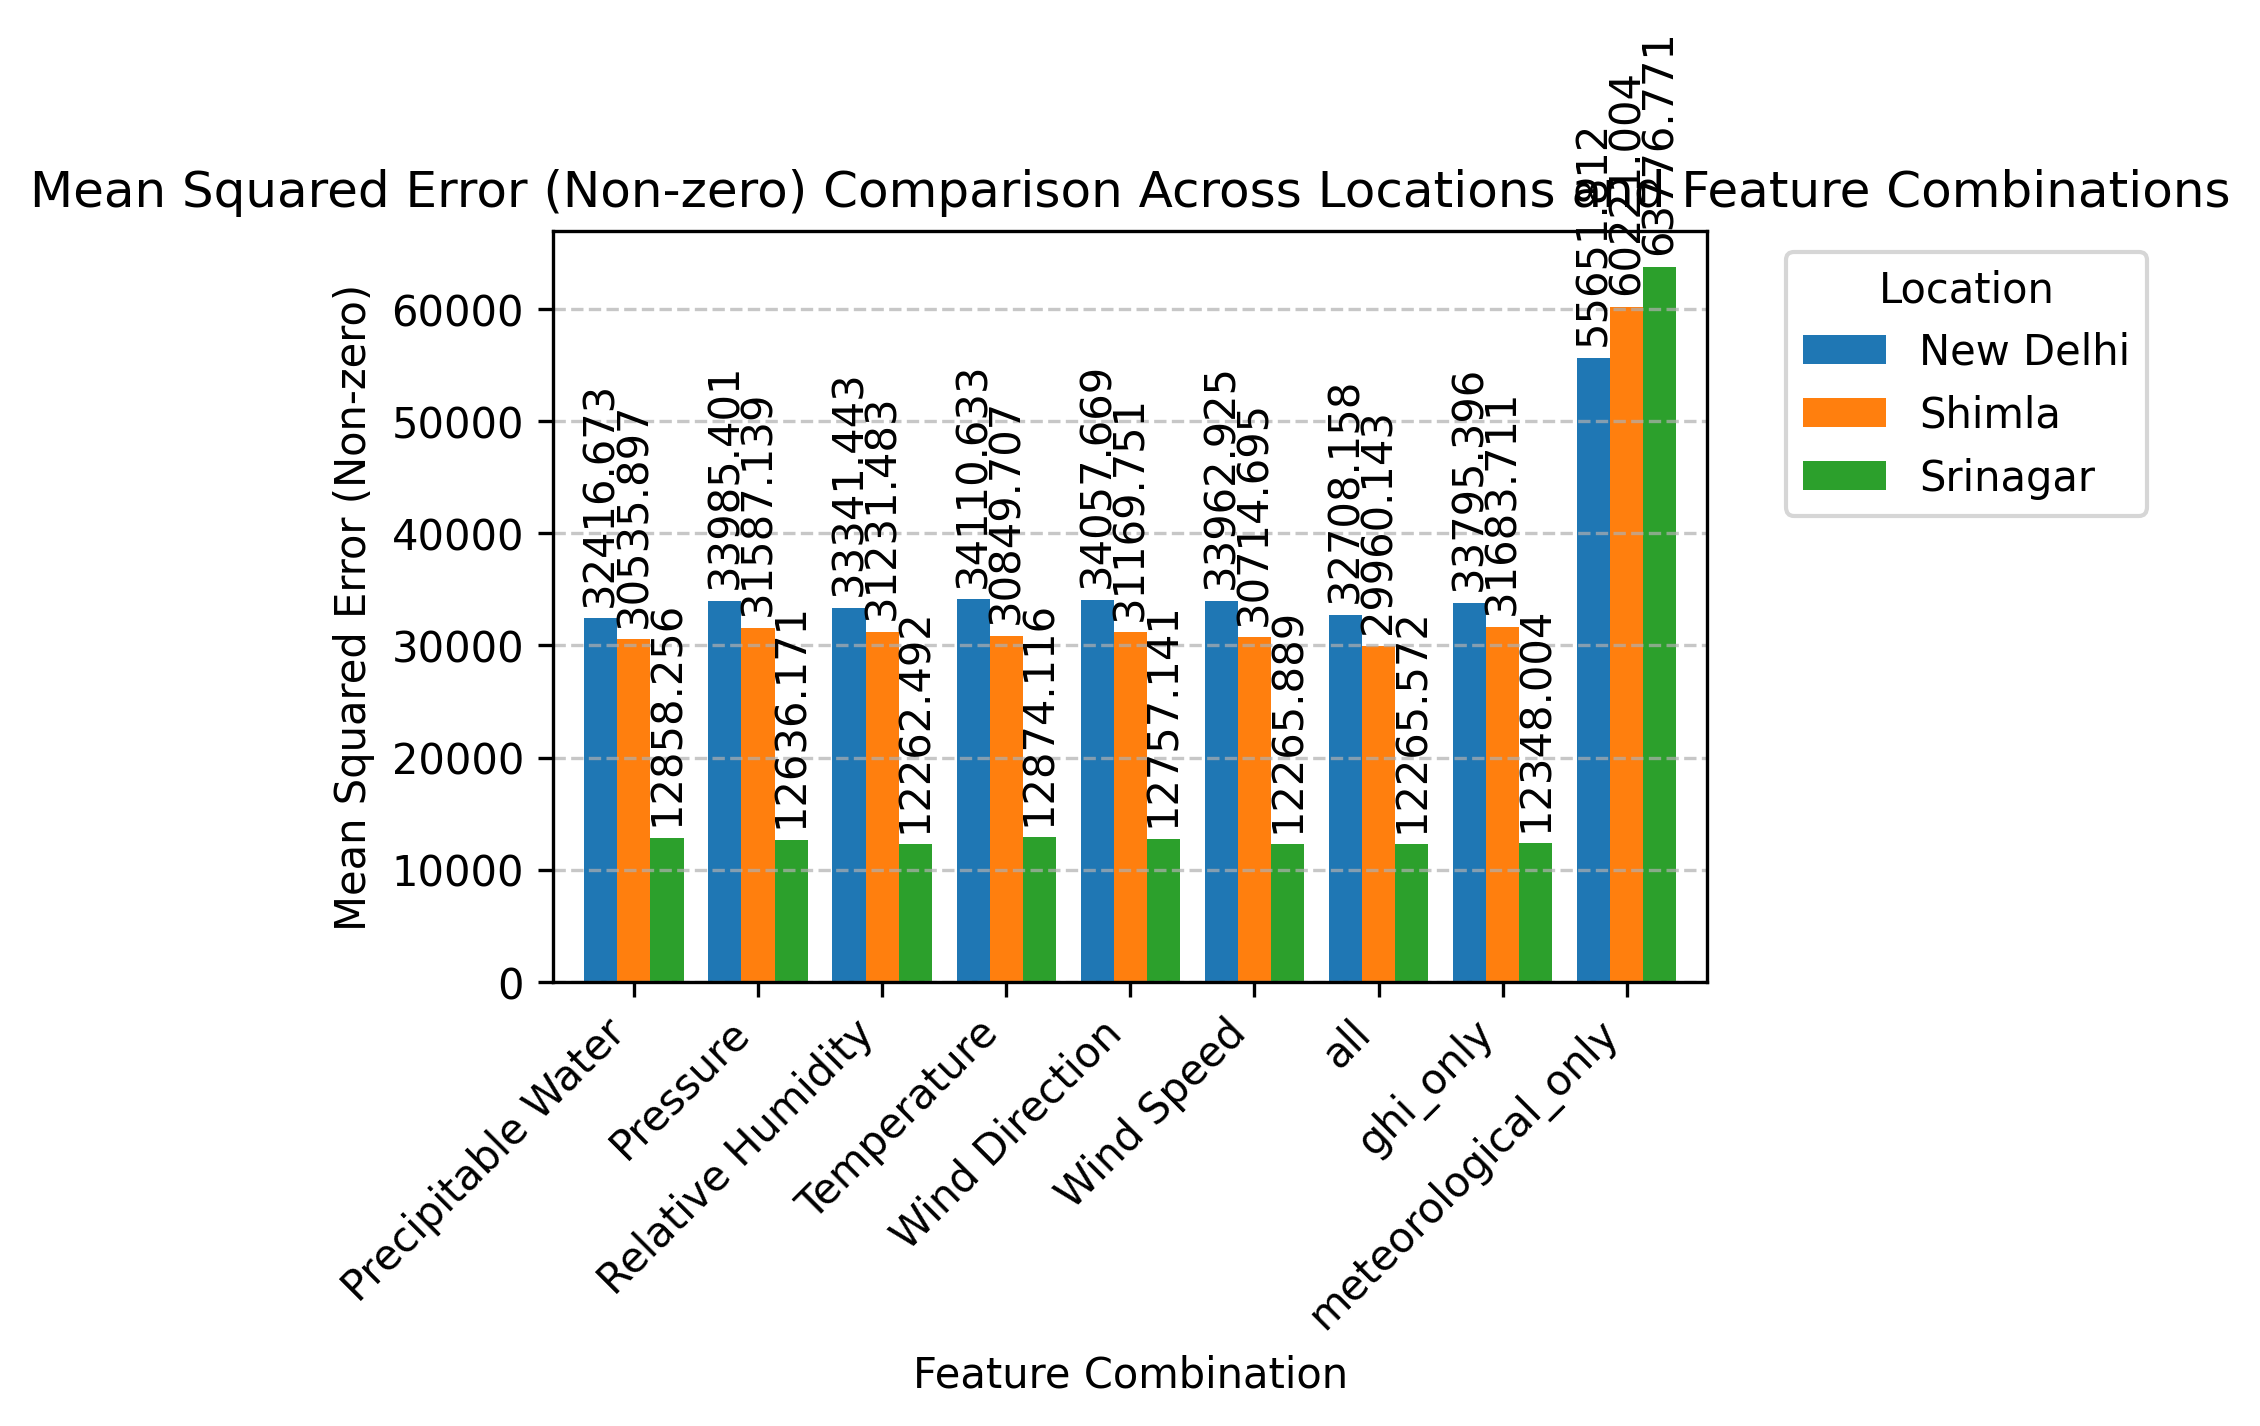 Mean Squared Error (Non-zero) Comparison Across Locations and Feature Combinations
Mean Squared Error (Non-zero)
60000
50000
40000
30000
20000
10000
0
32416.673
30535.897
12858.256
33985.401
31587.139
12636.171
33341.443
31231.483
12262.492
34110.633
30849.707
12874.116
34057.669
31169.751
12757.141
33962.925
30714.695
12265.889
32708.158
29960.143
12265.572
33795.396
31683.711
12348.004
60221.004
63776.771
Location
New Delhi
Shimla
Srinagar
Precipitable Water
Pressure
Relative Humidity
Temperature
Wind Direction
Wind Speed
all
ghi_only
meteorological_only
Feature Combination